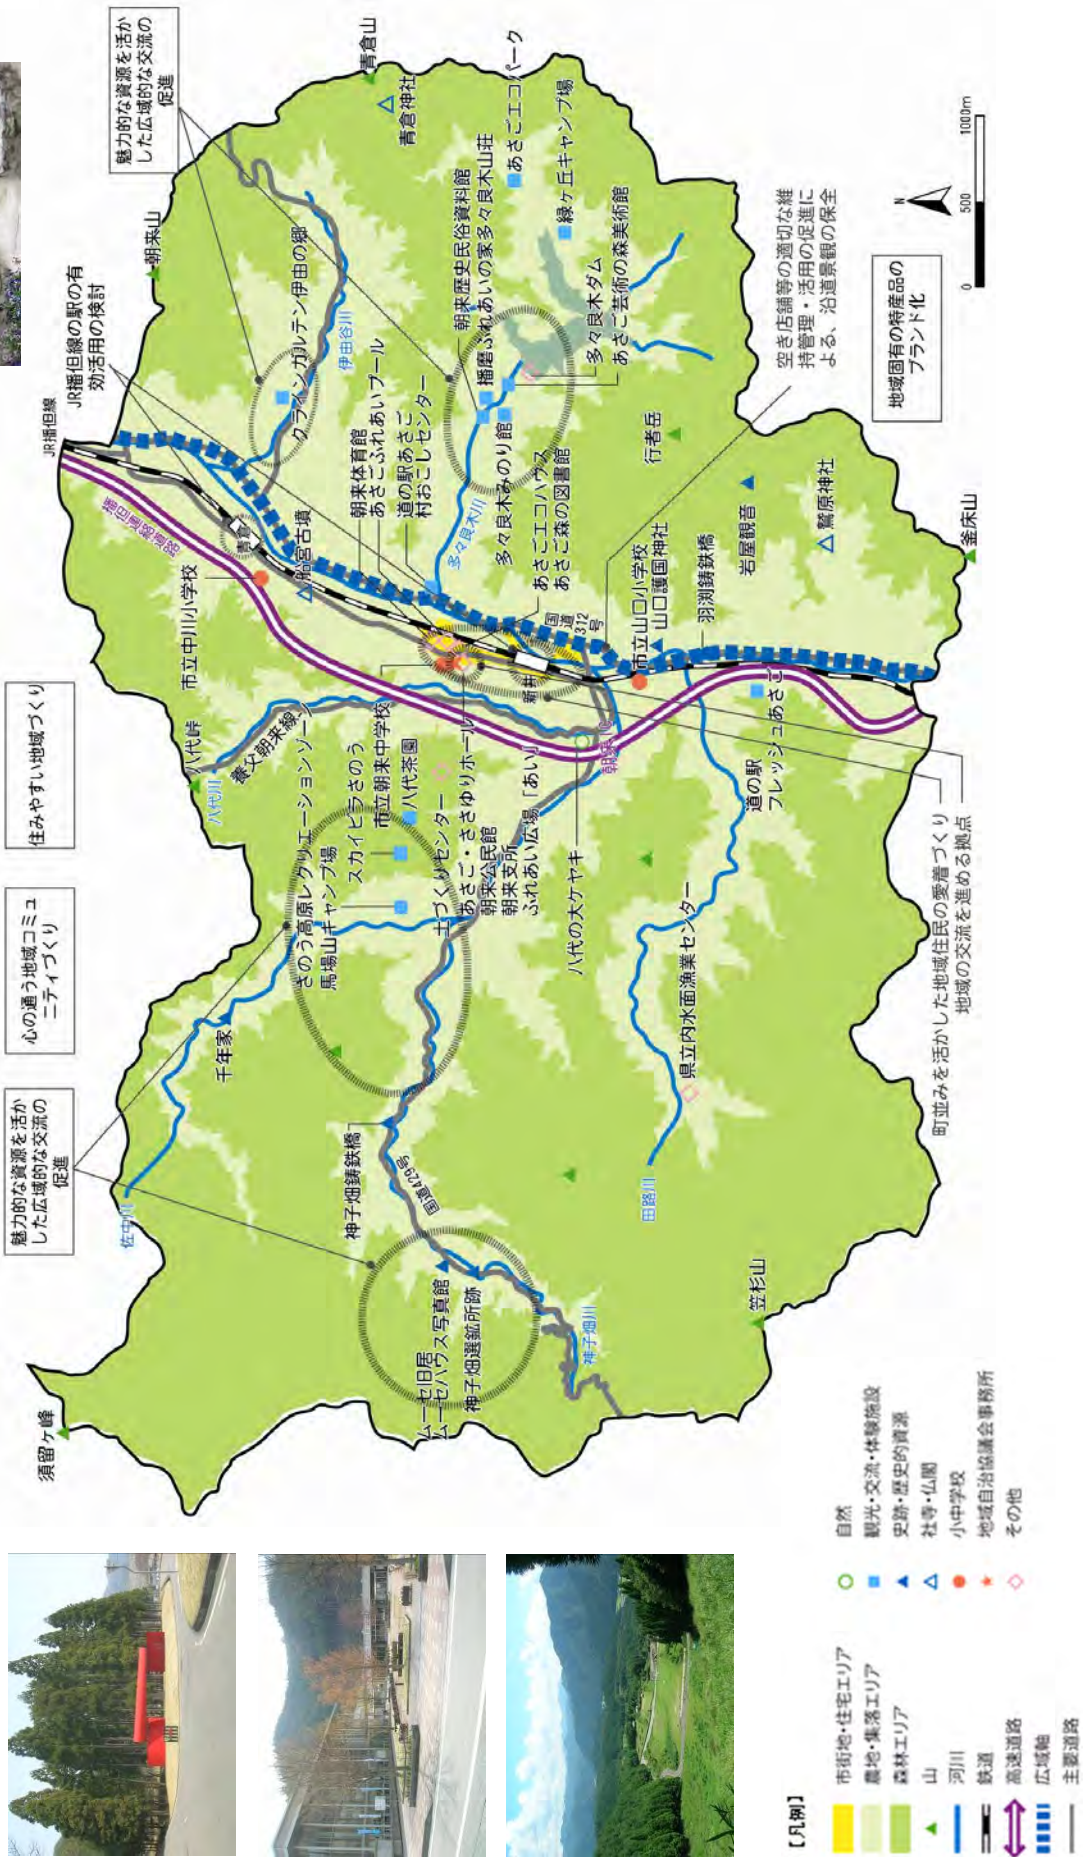 魅力的な資源を活か
した広域的な交流の
促進
心の通う地域コミュ
ニティづくり
住みやすい地域づくり
JR播但線の駅の有
効活用の検討
魅力的な資源を活か
した広域的な交流の
促進
須留ヶ峰
佐中川
千年家
八代峠
八代川
養父朝来線
市立中川小学校
播但連絡道路
JR播但線
朝来山
青倉山
青倉神社
青倉
船宮古墳
クラインガルテン伊由の郷
伊由谷川
さのう高原レクリエーションゾーン
馬場山キャンプ場
スカイビラさのう
市立朝来中学校
八代茶園
土づくりセンター
あさご・ささゆりホール
朝来公民館
朝来支所
ふれあい広場「あい」
朝来体育館
あさごふれあいプール
道の駅あさご
村おこしセンター
多々良木川
朝来歴史民俗資料館
播磨ふれあいの家多々良木山荘
あさごエコパーク
緑ヶ丘キャンプ場
多々良木みのり館
多々良木ダム
あさご芸術の森美術館
あさごエコハウス
あさご森の図書館
新井
国道
312
号
神子畑鋳鉄橋
国道429号
ムーセ旧居
ムーセハウス写真館
神子畑選鉱所跡
神子畑川
八代の大ケヤキ
朝来IC
市立山口小学校
山口護国神社
行者岳
羽渕鋳鉄橋
岩屋観音
鷲原神社
釜床山
道の駅
フレッシュあさご
県立内水面漁業センター
田路川
笠杉山
空き店舗等の適切な維
持管理・活用の促進に
よる、沿道景観の保全
地域固有の特産品の
ブランド化
町並みを活かした地域住民の愛着づくり
地域の交流を進める拠点
N
0
500
1000m
【凡例】
市街地・住宅エリア
農地・集落エリア
森林エリア
山
河川
鉄道
高速道路
広域軸
主要道路
自然
観光・交流・体験施設
史跡・歴史的資源
社寺・仏閣
小中学校
地域自治協議会事務所
その他